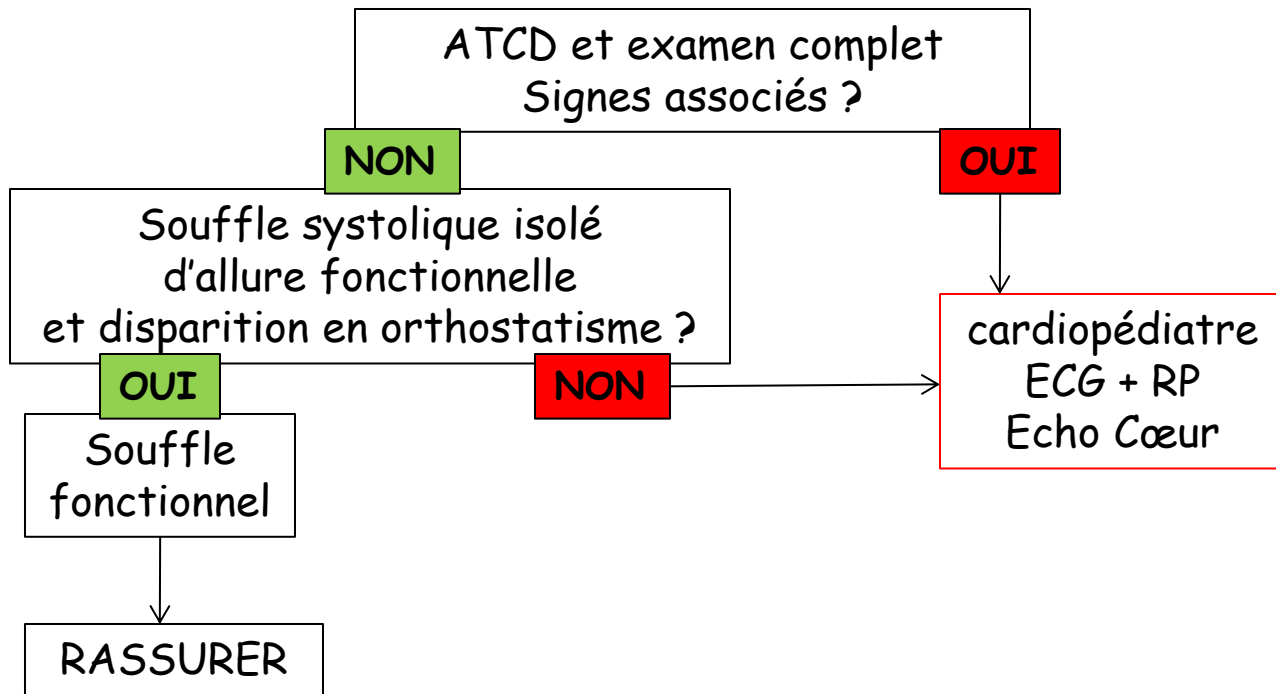 ATCD et examen complet
Signes associés ?
NON
OUI
Souffle systolique isolé
d'allure fonctionnelle
et disparition en orthostatisme ?
OUI
NON
cardiopédiatre
ECG + RP
Echo Cœur
Souffle
fonctionnel
RASSURER